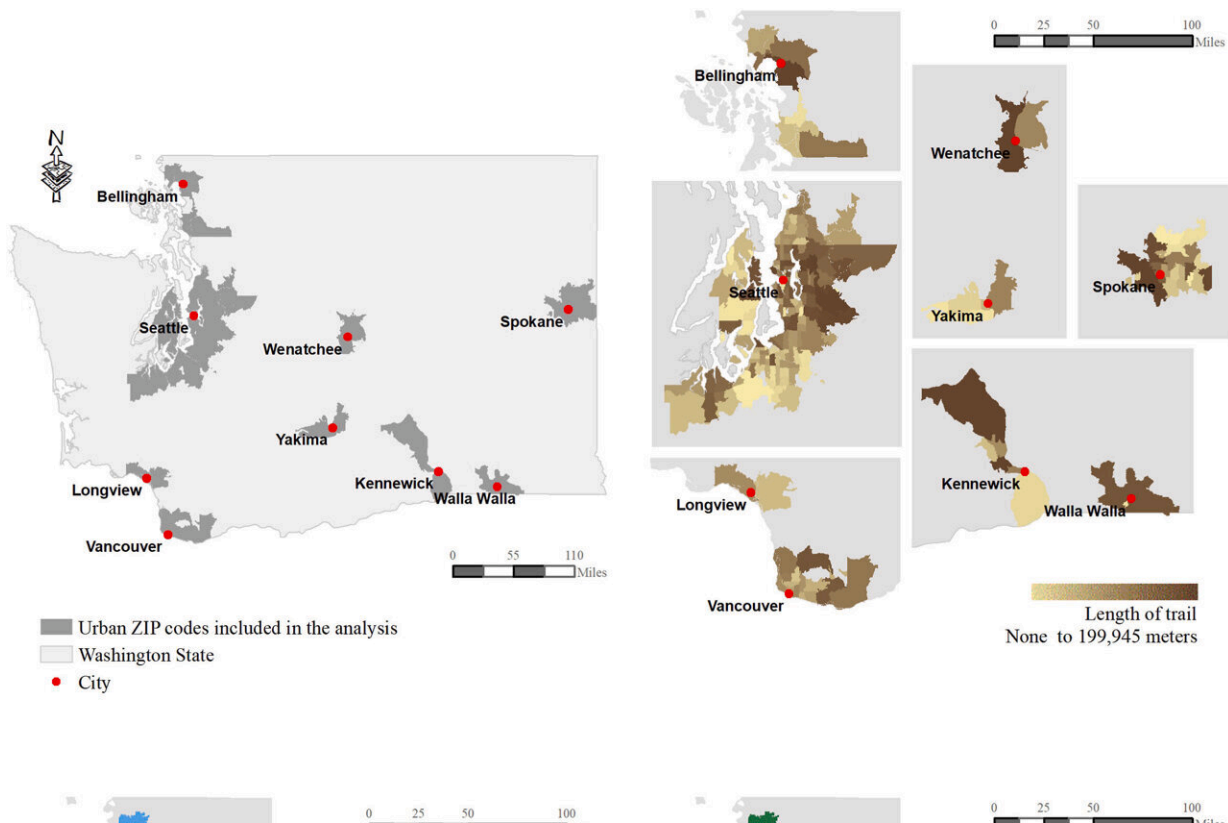 N
Bellingham
Seattle
Spokane
Wenatchee
Yakima
Longview
Kennewick
Walla Walla
Vancouver
0 55 110
Miles
Urban ZIP codes included in the analysis
Washington State
City
0 25 50 100
Miles
Bellingham
Wenatchee
Seattle
Spokane
Yakima
Kennewick
Longview
Walla Walla
Vancouver
Length of trail
None to 199,945 meters
0 25 50 100
0 25 50 100
Miles